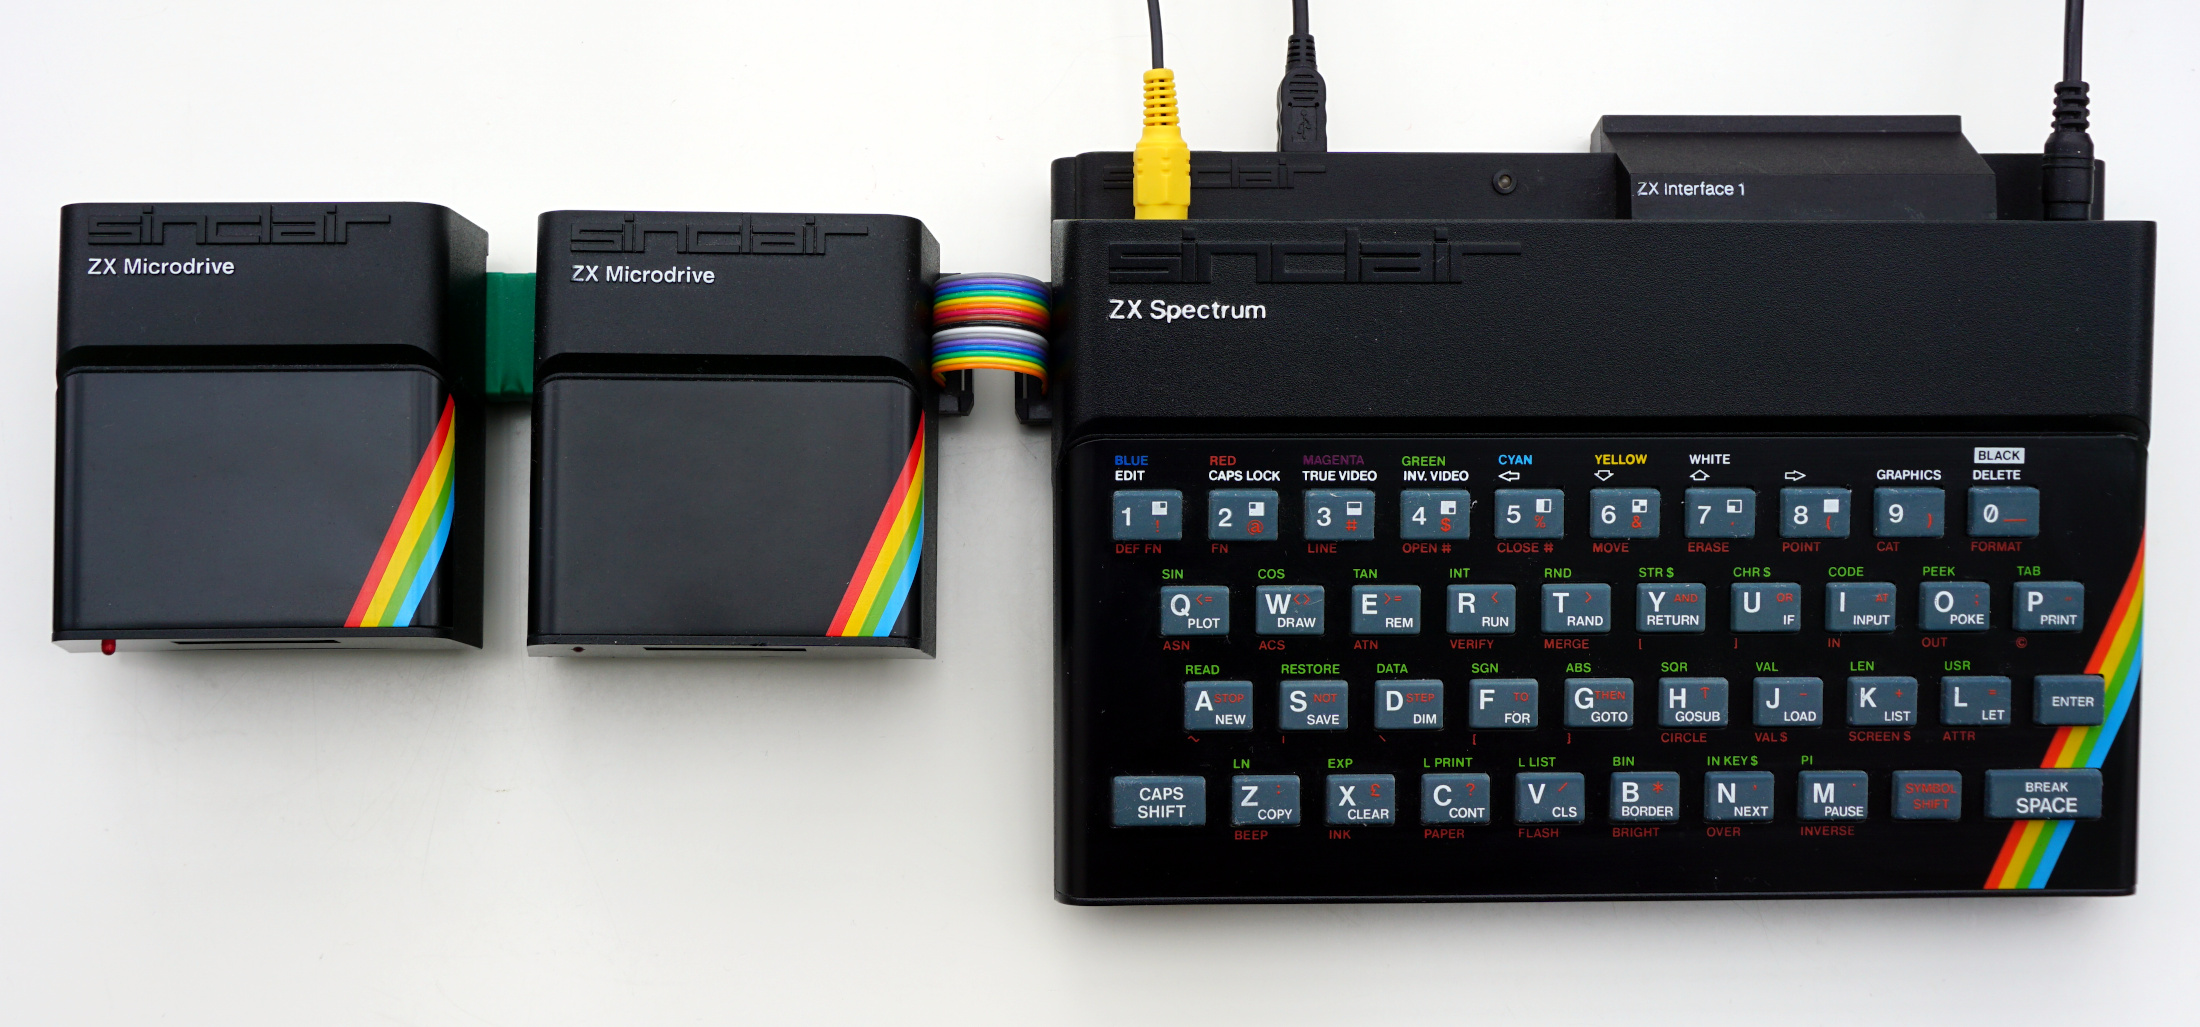 sinclair
ZX Microdrive
sinclair
ZX Microdrive
sinclair
ZX Interface 1
sinclair
ZX Spectrum
BLUE RED MAGENTA GREEN CYAN YELLOW WHITE BLACK
EDIT CAPS LOCK TRUE VIDEO INV. VIDEO ⇦ ⇩ ⇧ ⇨ GRAPHICS DELETE
1 ! 2 @ 3 # 4 $ 5 % 6 & 7 ' 8 ( 9 ) 0 _
DEF FN FN LINE OPEN # CLOSE # MOVE ERASE POINT CAT FORMAT
SIN COS TAN INT RND STR $ CHR $ CODE PEEK TAB
Q <= PLOT W <> DRAW E >= REM R < RUN T > RAND Y AND RETURN U OR IF I AT INPUT O ; POKE P " PRINT
ASN ACS ATN VERIFY MERGE [ ] IN OUT ©
READ RESTORE DATA SGN ABS SQR VAL LEN USR
A STOP NEW S NOT SAVE D STEP DIM F TO FOR G THEN GOTO H ↑ GOSUB J − LOAD K + LIST L = LET ENTER
~ | \ { } CIRCLE VAL $ SCREEN $ ATTR
LN EXP L PRINT L LIST BIN IN KEY $ PI
CAPS SHIFT Z : COPY X £ CLEAR C ? CONT V / CLS B * BORDER N , NEXT M . PAUSE SYMBOL SHIFT BREAK SPACE
BEEP INK PAPER FLASH BRIGHT OVER INVERSE